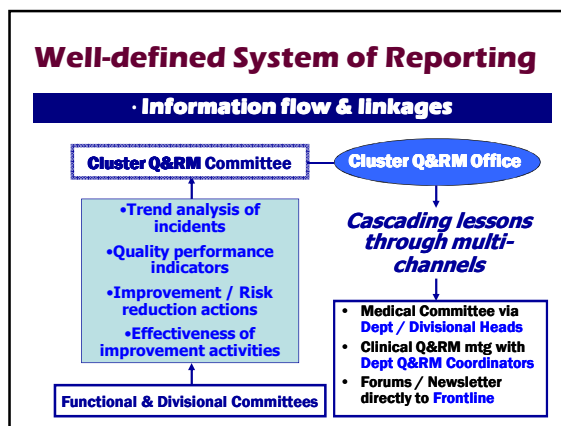 Well-defined System of Reporting
· Information flow & linkages
Cluster Q&RM Committee
•Trend analysis of
incidents
•Quality performance
indicators
•Improvement / Risk
reduction actions
•Effectiveness of
improvement activities
Functional & Divisional Committees
Cluster Q&RM Office
Cascading lessons
through multi-
channels
• Medical Committee via
Dept / Divisional Heads
• Clinical Q&RM mtg with
Dept Q&RM Coordinators
• Forums / Newsletter
directly to Frontline